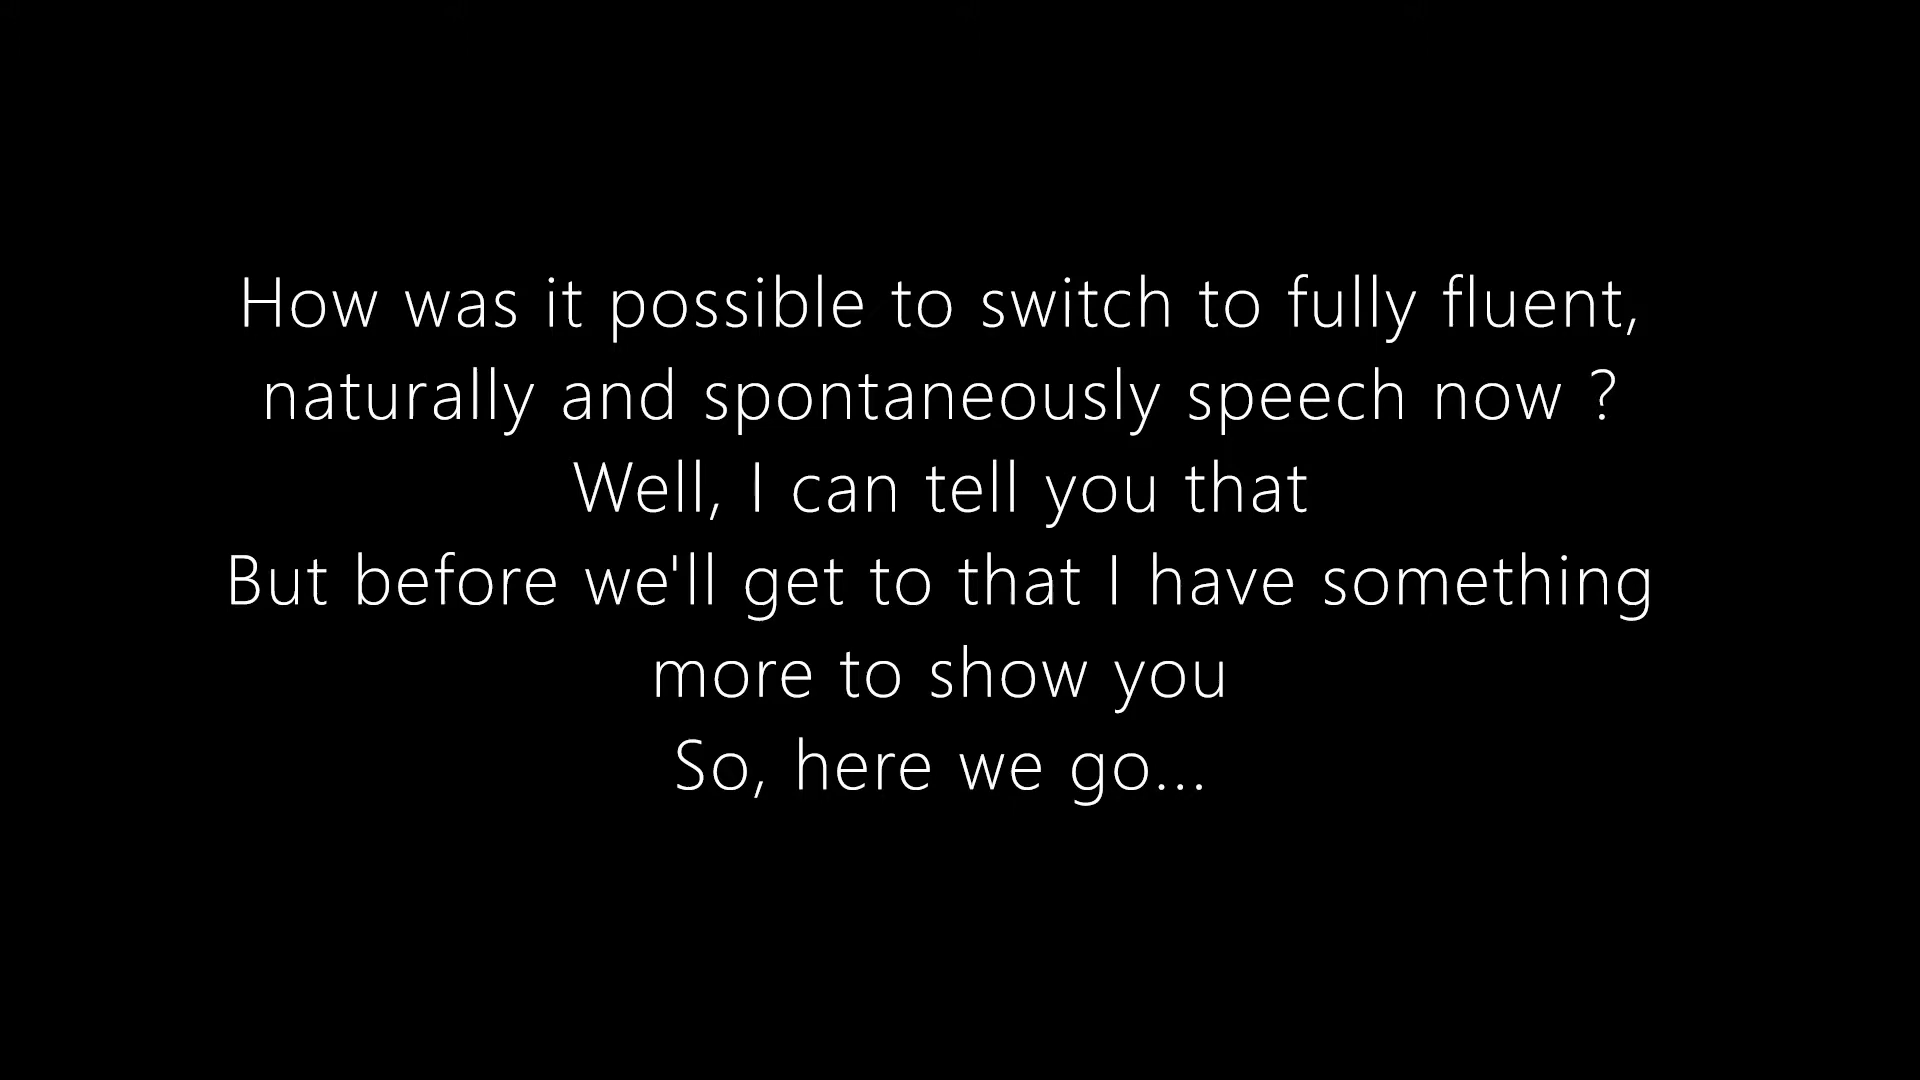 How was it possible to switch to fully fluent,
naturally and spontaneously speech now ?
Well, I can tell you that
But before we'll get to that I have something
more to show you
So, here we go...